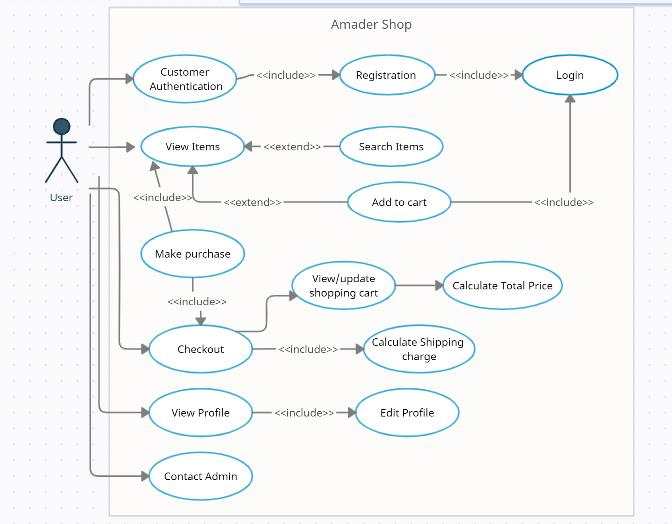 Amader Shop
Customer
Authentication
<<include>>
Registration
<<include>>
Login
View Items
<<extend>>
Search Items
User
<<include>>
<<extend>>
Add to cart
<<include>>
Make purchase
View/update
shopping cart
Calculate Total Price
<<include>>
Checkout
<<include>>
Calculate Shipping
charge
View Profile
<<include>>
Edit Profile
Contact Admin